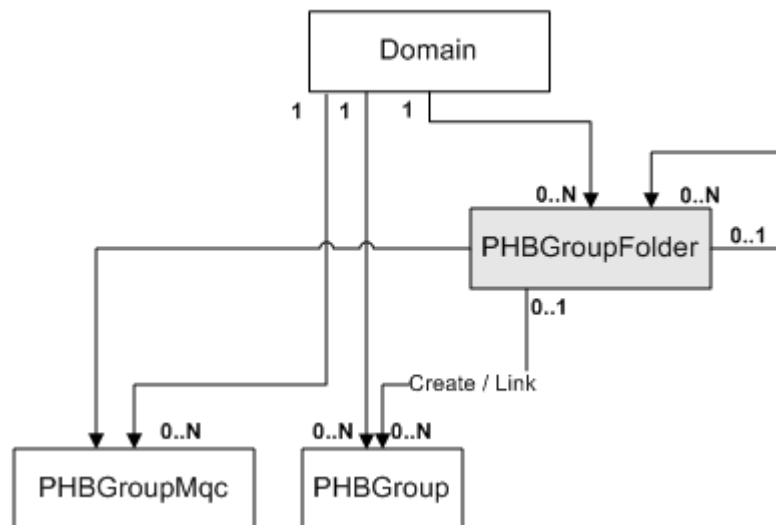 Domain
1
1
1
0..N
0..N
PHBGroupFolder
0..1
0..1
Create / Link
0..N
0..N
0..N
PHBGroupMqc
PHBGroup